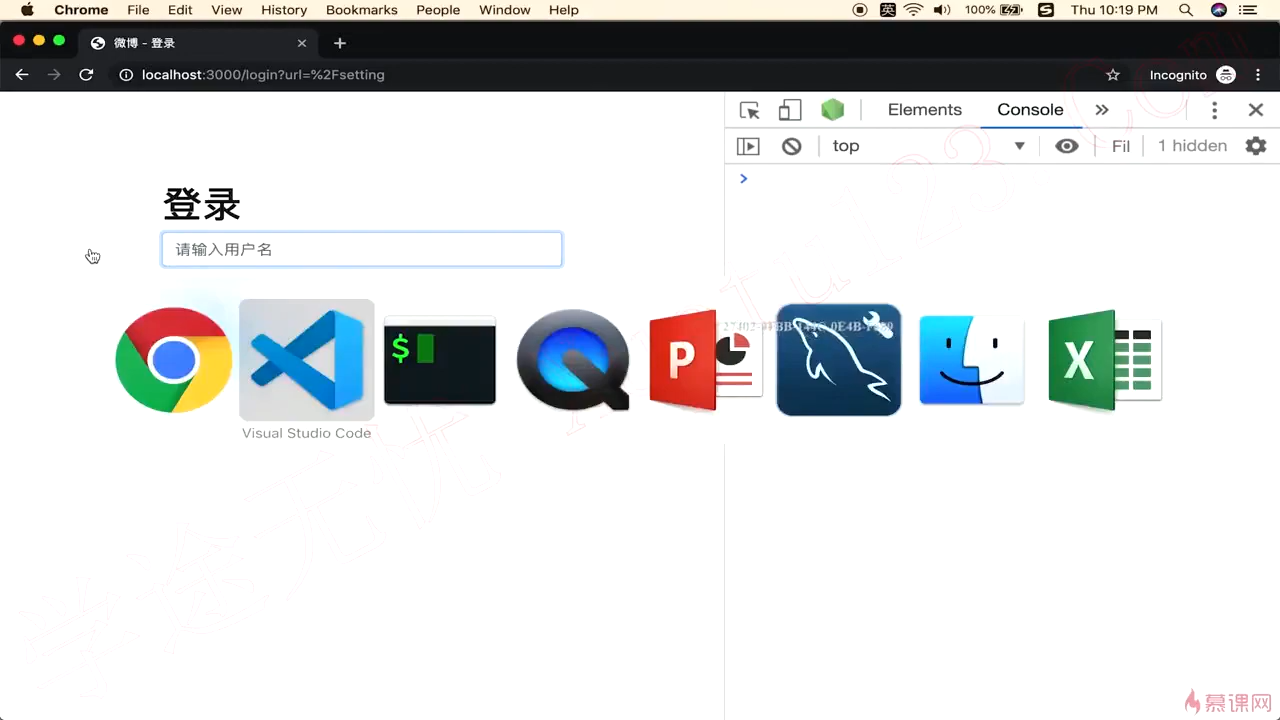 Chrome File Edit View History Bookmarks People Window Help 英 100% S Thu 10:19 PM
微博 - 登录
localhost:3000/login?url=%2Fsetting Incognito
Elements Console
top Fil 1 hidden
登录
请输入用户名
$
P
X
Visual Studio Code
慕课网